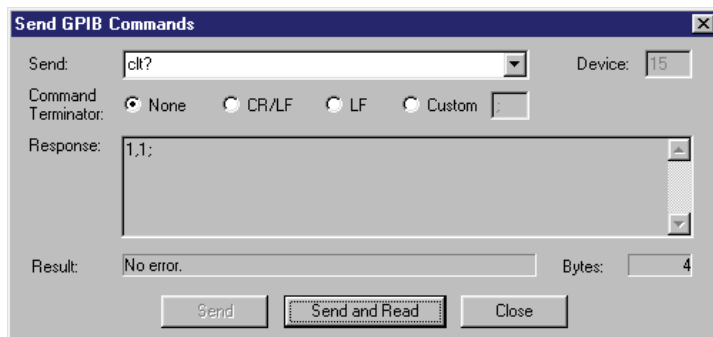 Send GPIB Commands
Send: clt? Device: 15
Command Terminator: None CR/LF LF Custom ;
Response: 1,1;
Result: No error. Bytes: 4
Send Send and Read Close